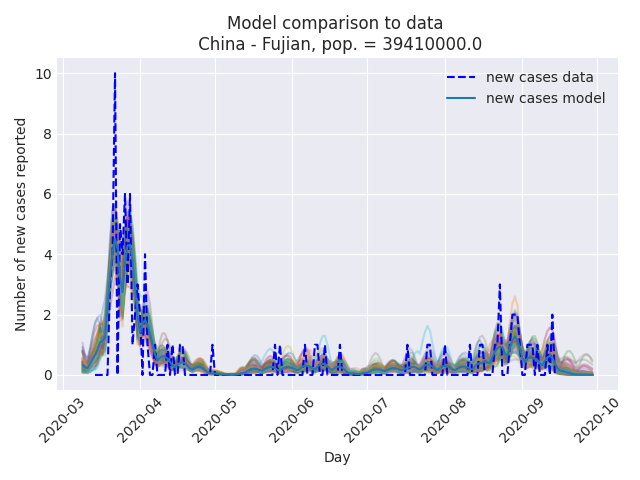 Model comparison to data
China - Fujian, pop. = 39410000.0
new cases data
new cases model
Number of new cases reported
10
8
6
4
2
0
2020-03
2020-04
2020-05
2020-06
2020-07
2020-08
2020-09
2020-10
Day